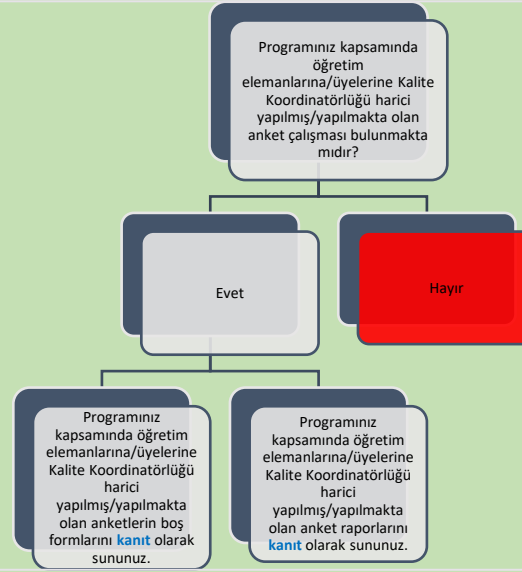 Programınız kapsamında
öğretim
elemanlarına/üyelerine Kalite
Koordinatörlüğü harici
yapılmış/yapılmakta olan
anket çalışması bulunmakta
mıdır?
Evet
Hayır
Programınız
kapsamında öğretim
elemanlarına/üyelerine
Kalite Koordinatörlüğü
harici
yapılmış/yapılmakta
olan anketlerin boş
formlarını kanıt olarak
sununuz.
Programınız
kapsamında öğretim
elemanlarına/üyelerine
Kalite Koordinatörlüğü
harici
yapılmış/yapılmakta
olan anket raporlarını
kanıt olarak sununuz.